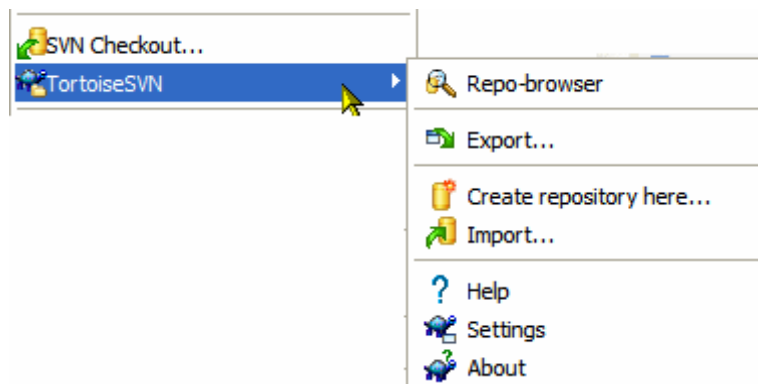 SVN Checkout...
TortoiseSVN
Repo-browser
Export...
Create repository here...
Import...
Help
Settings
About